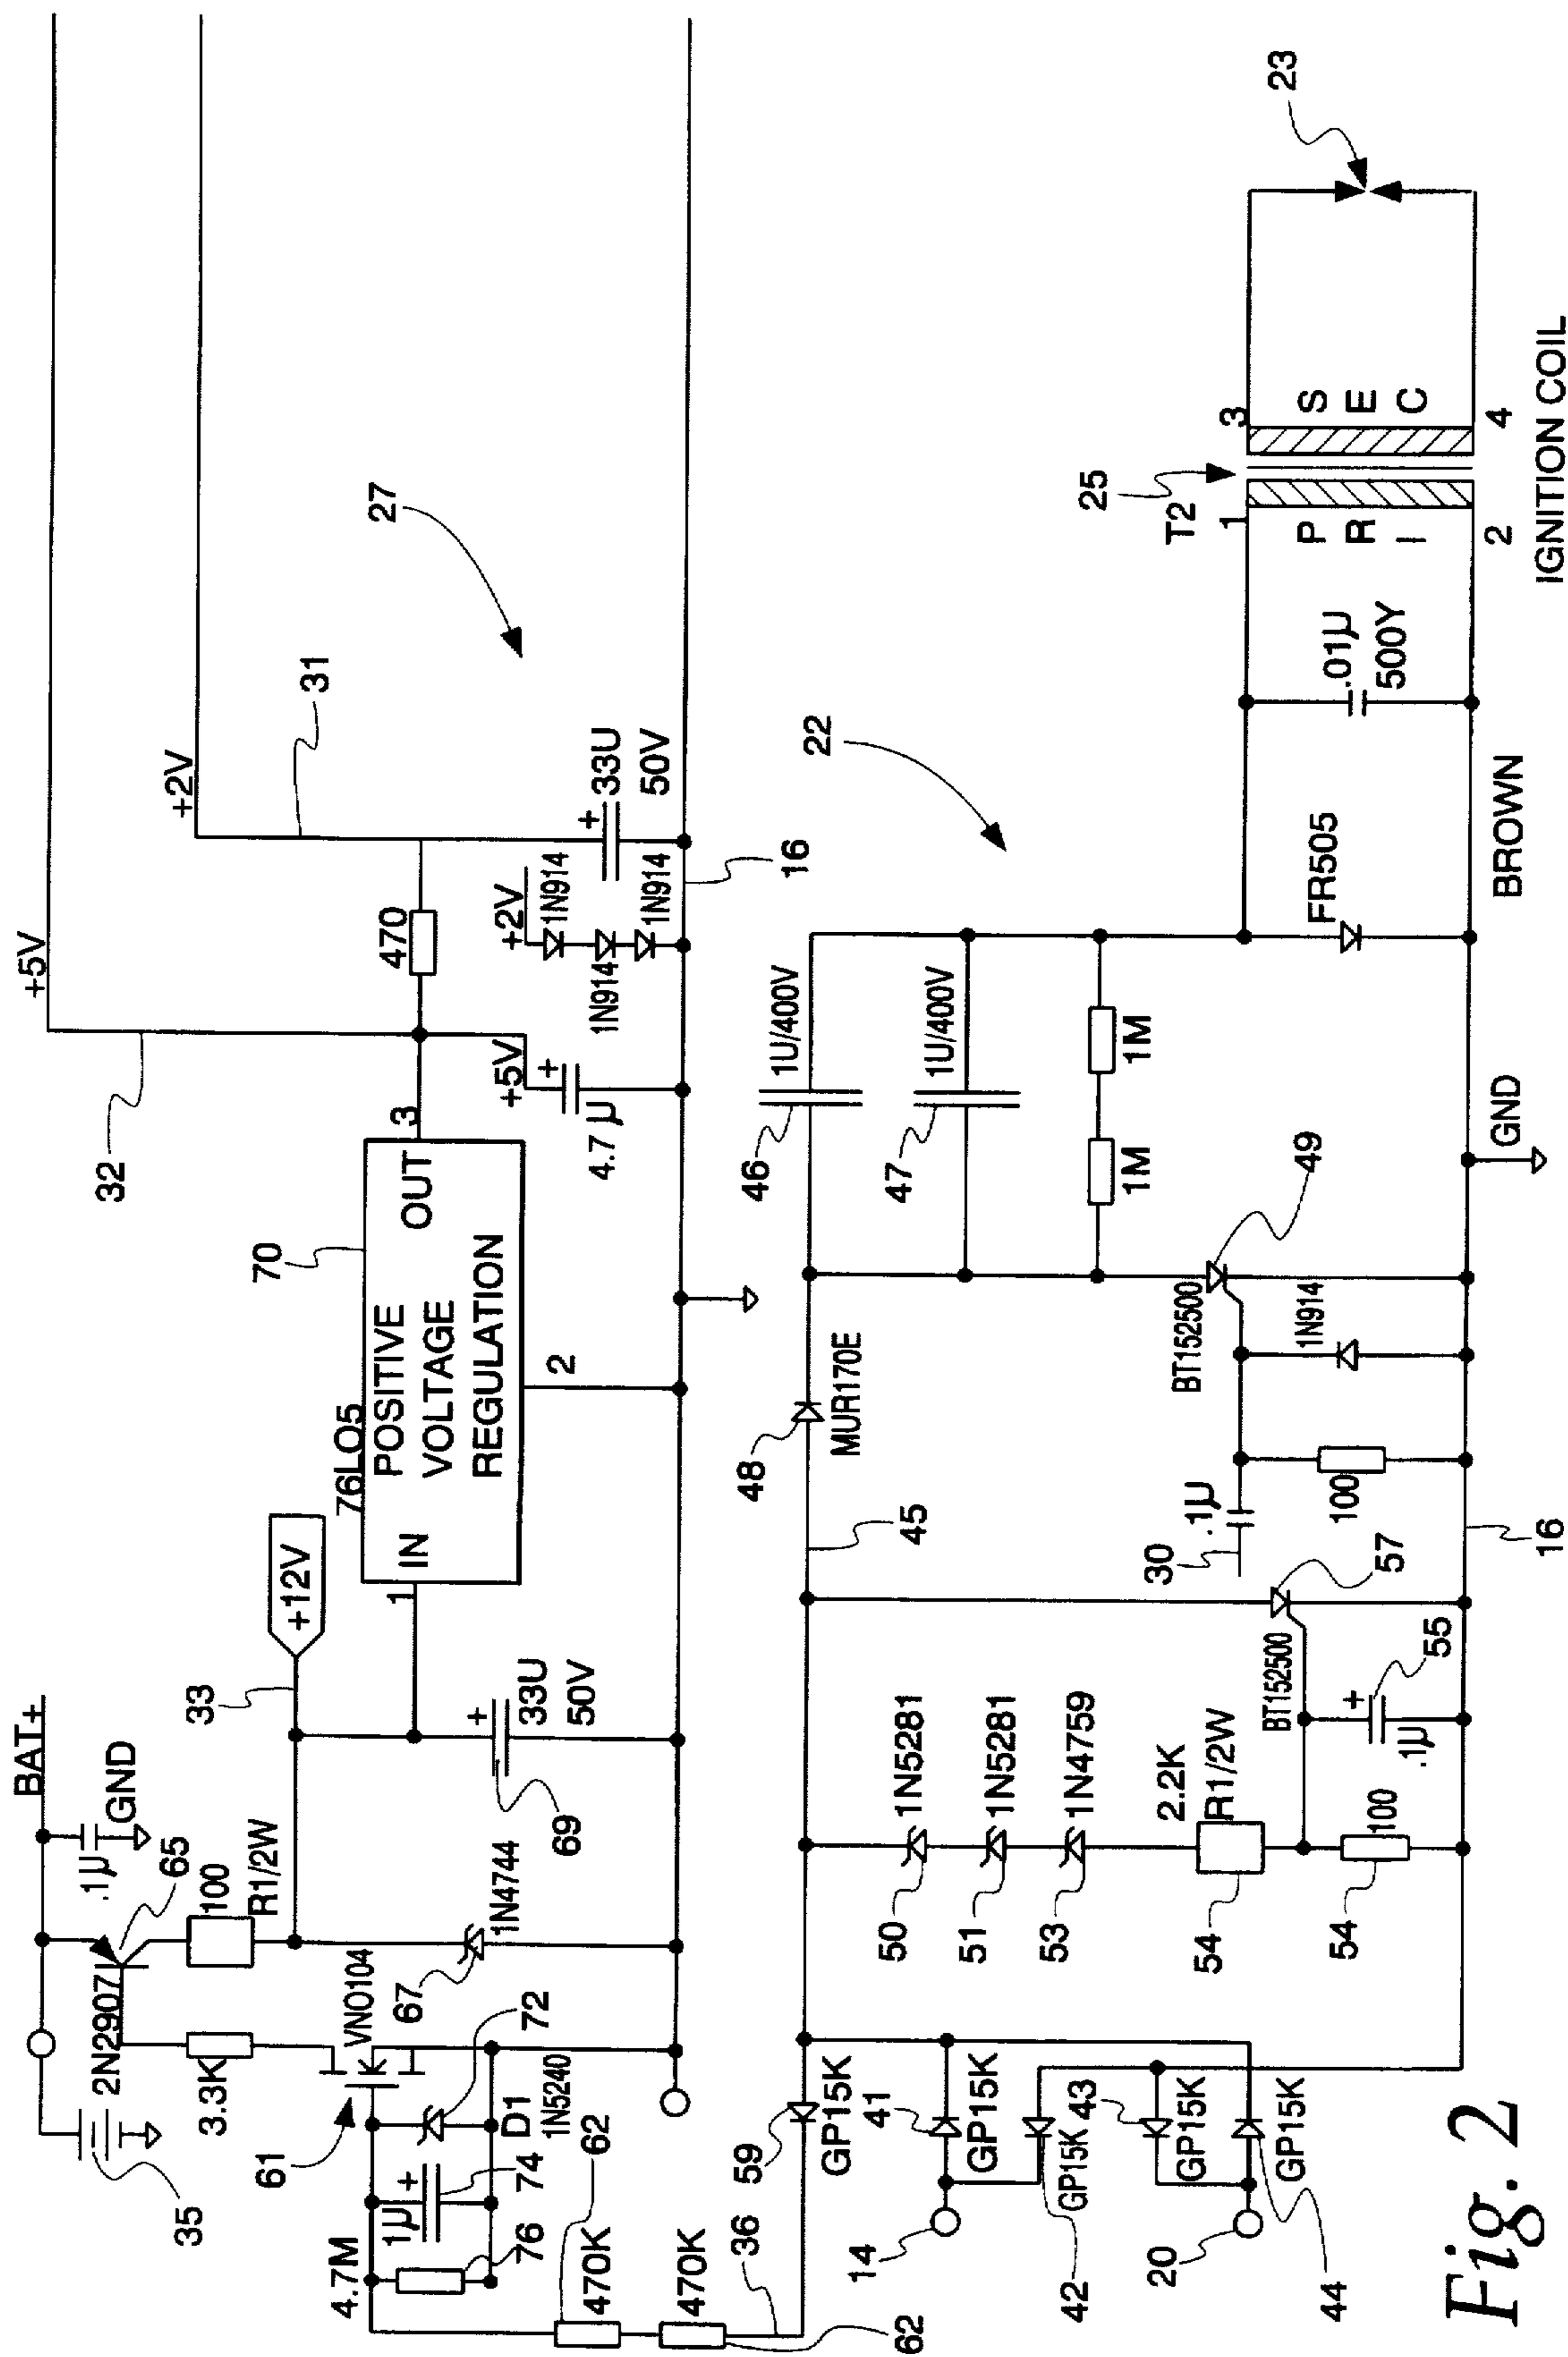 BAT+
.1µ
GND
35
2N2907
65
100
R1/2W
33
+12V
3.3K
61
VNO104
67
1N4744
72
D1
1N5240
74
1µ
+
76
4.7M
62
470K
470K
62
36
69
+
33U
50V
76LO5
70
1
IN
POSITIVE
VOLTAGE
REGULATION
OUT
3
2
32
+5V
+5V
+
4.7 µ
470
+2V
31
+2V
1N914
1N914
1N914
+
33U
50V
16
27
59
GP15K
41
GP15K
14
42
GP15K
43
GP15K
20
44
GP15K
50
1N5281
51
1N5281
53
1N4759
54
2.2K
R1/2W
54
100
BT152500
+
.1µ
55
57
45
48
MUR170E
30
.1µ
100
BT152500
1N914
49
16
GND
46
1U/400V
47
1U/400V
1M
1M
22
FR505
BROWN
.01µ
500Y
T2
25
1
2
PRI
3
4
SEC
IGNITION COIL
23
Fig. 2